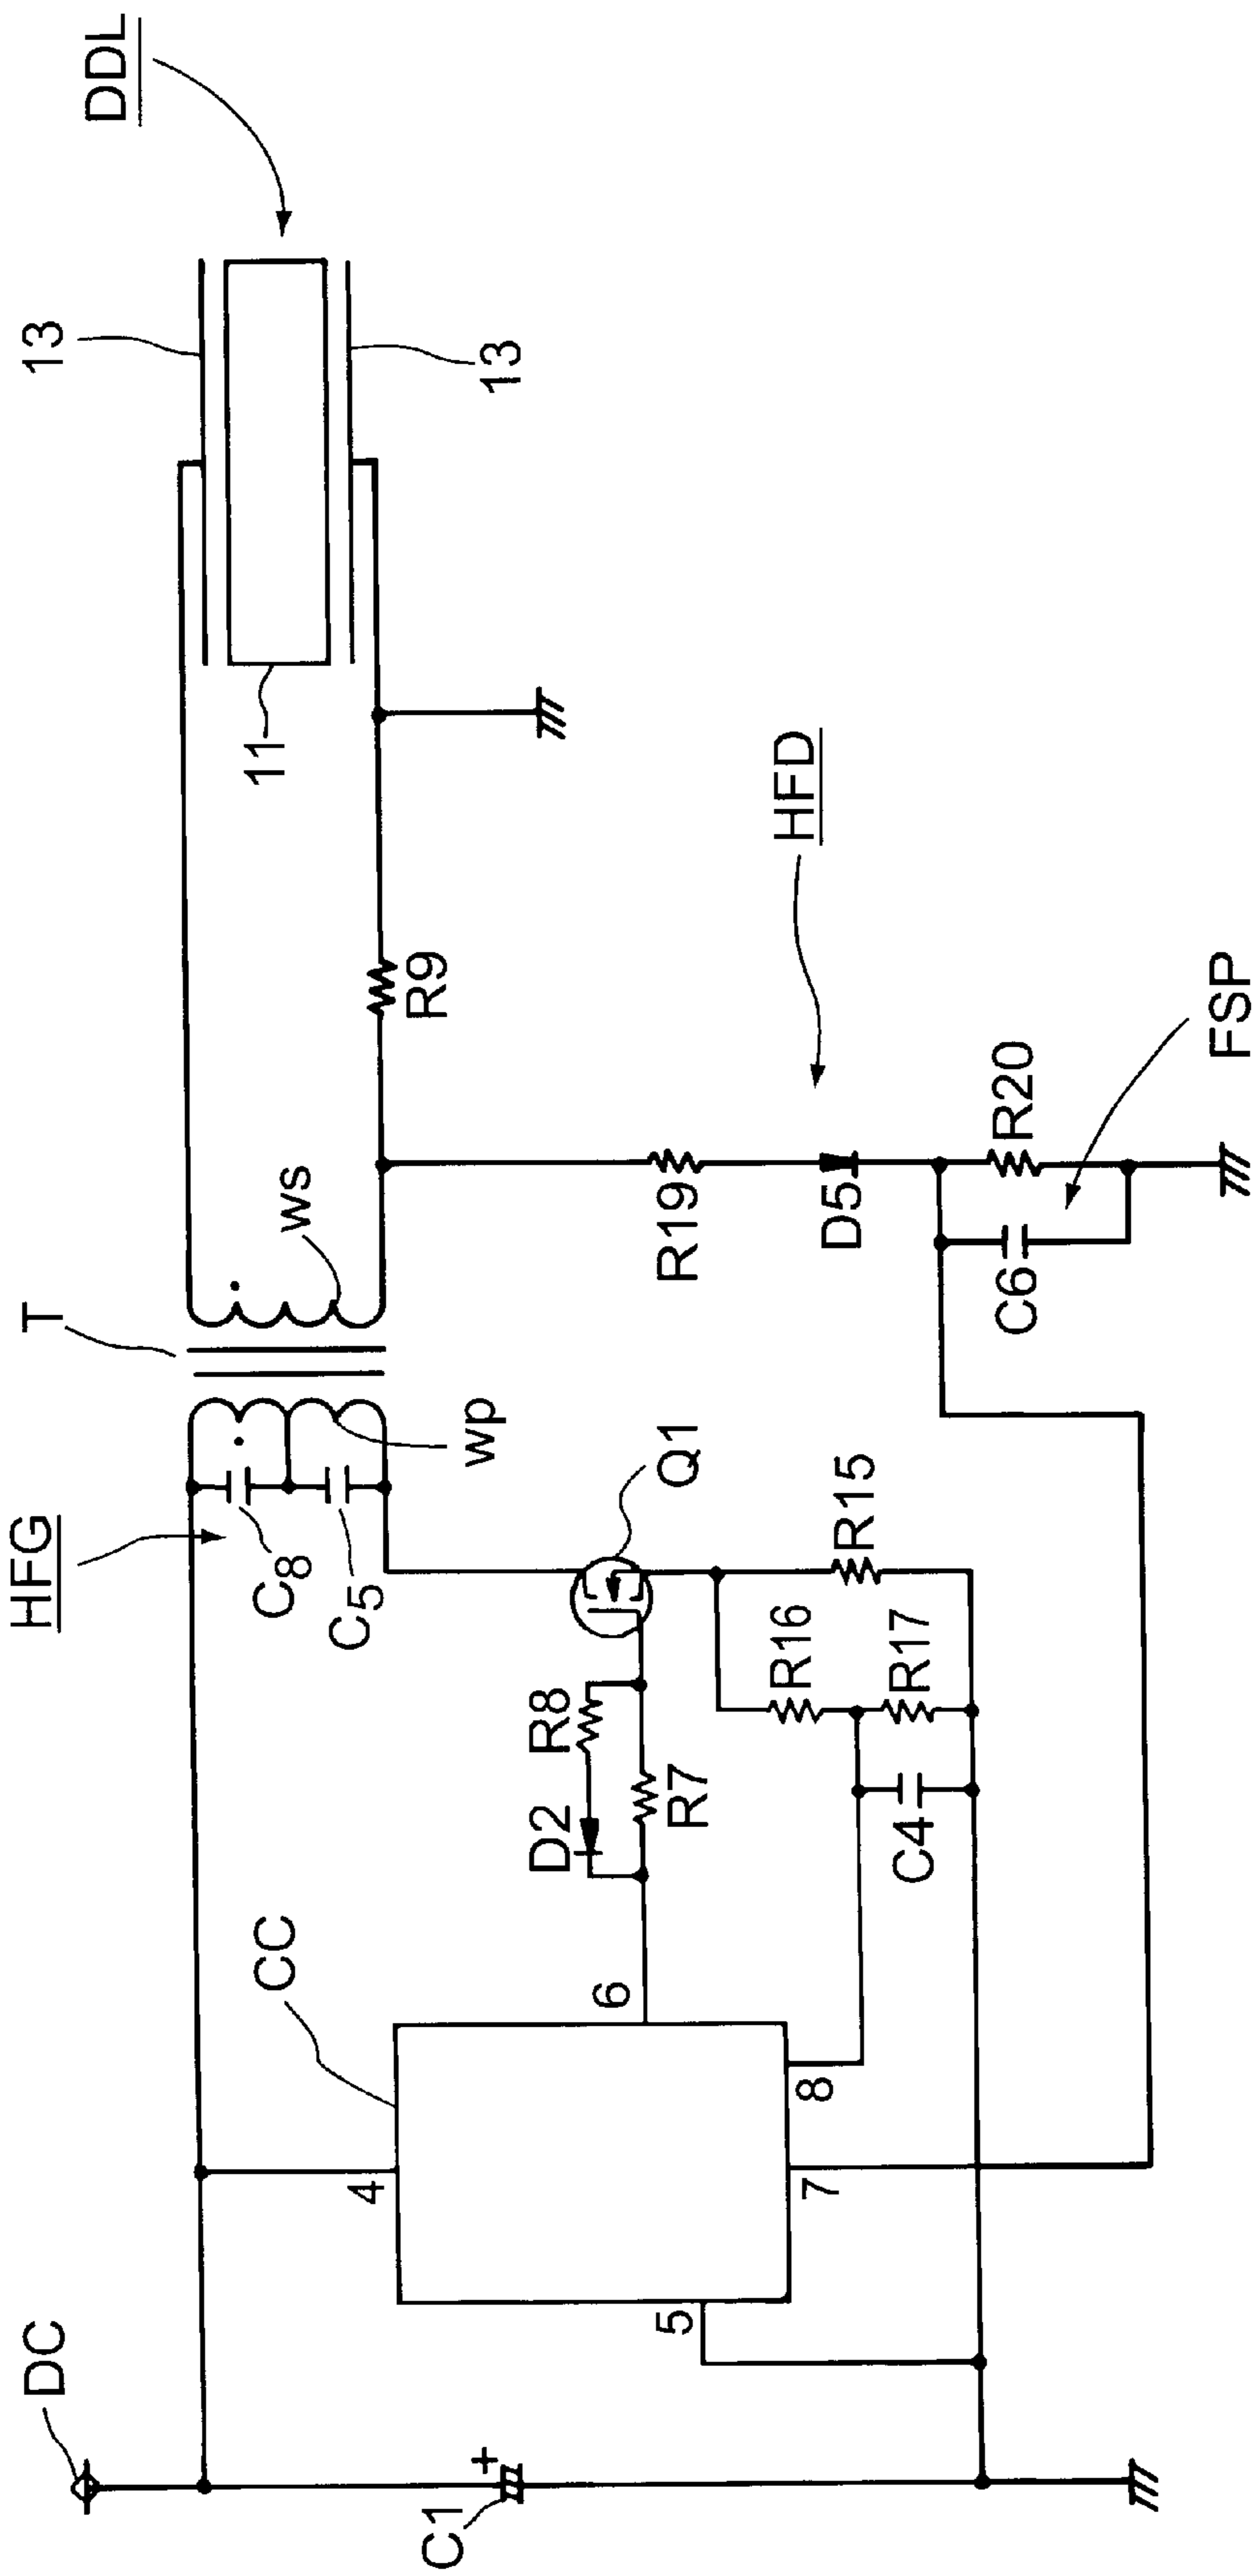 DC
C1
+
5
4
7
8
6
CC
D2
R8
R7
C4
R16
R17
R15
Q1
HFG
C8
C5
wp
T
ws
R19
D5
C6
R20
FSP
HFD
R9
11
13
13
DDL